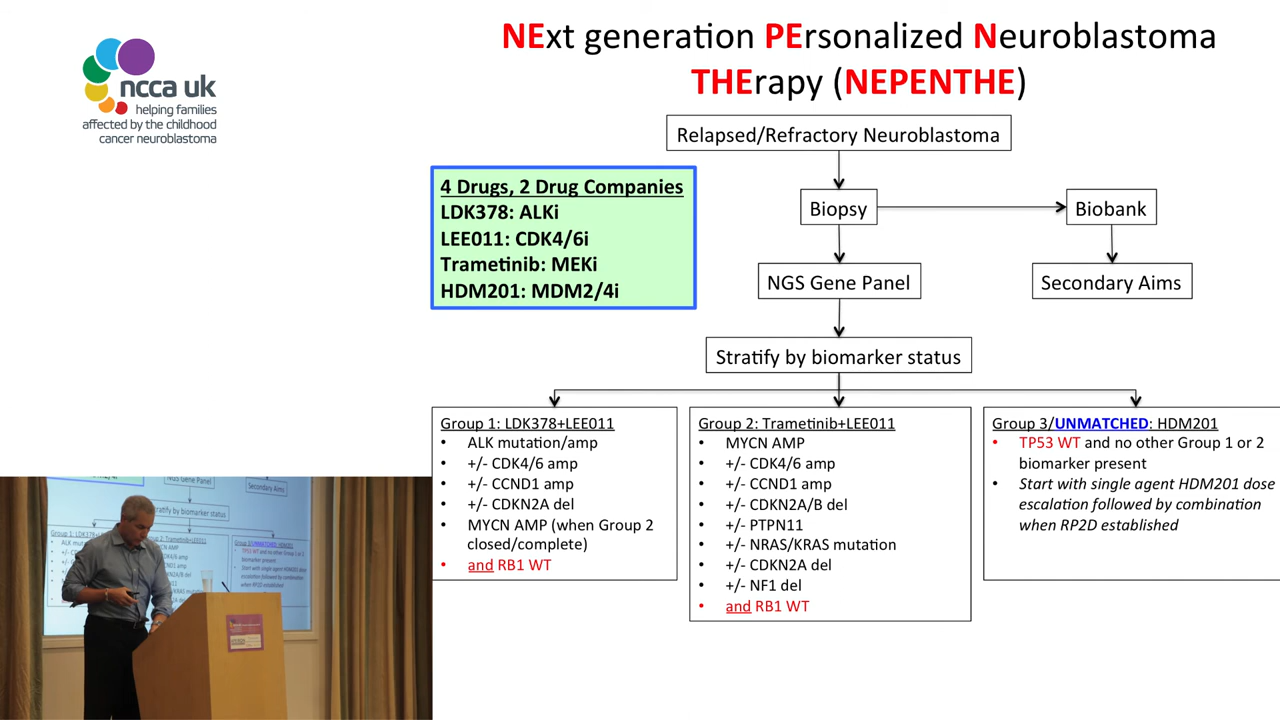 NExt generation PErsonalized Neuroblastoma
THErapy (NEPENTHE)
ncca uk
helping families
affected by the childhood
cancer neuroblastoma
Relapsed/Refractory Neuroblastoma
4 Drugs, 2 Drug Companies
LDK378: ALKi
LEE011: CDK4/6i
Trametinib: MEKi
HDM201: MDM2/4i
Biopsy
Biobank
NGS Gene Panel
Secondary Aims
Stratify by biomarker status
Group 1: LDK378+LEE011
• ALK mutation/amp
• +/- CDK4/6 amp
• +/- CCND1 amp
• +/- CDKN2A del
• MYCN AMP (when Group 2
closed/complete)
• and RB1 WT
Group 2: Trametinib+LEE011
• MYCN AMP
• +/- CDK4/6 amp
• +/- CCND1 amp
• +/- CDKN2A/B del
• +/- PTPN11
• +/- NRAS/KRAS mutation
• +/- CDKN2A del
• +/- NF1 del
• and RB1 WT
Group 3/UNMATCHED: HDM201
• TP53 WT and no other Group 1 or 2
biomarker present
• Start with single agent HDM201 dose
escalation followed by combination
when RP2D established